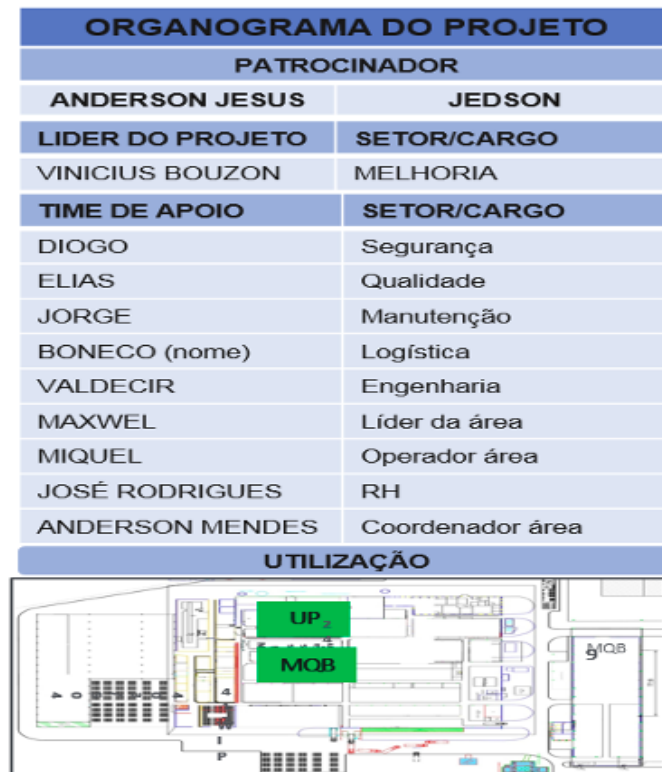 ORGANOGRAMA DO PROJETO
PATROCINADOR
ANDERSON JESUS JEDSON
LIDER DO PROJETO SETOR/CARGO
VINICIUS BOUZON MELHORIA
TIME DE APOIO SETOR/CARGO
DIOGO Segurança
ELIAS Qualidade
JORGE Manutenção
BONECO (nome) Logística
VALDECIR Engenharia
MAXWEL Líder da área
MIQUEL Operador área
JOSÉ RODRIGUES RH
ANDERSON MENDES Coordenador área
UTILIZAÇÃO
UP2
MQB
MQB
9
4
I
P